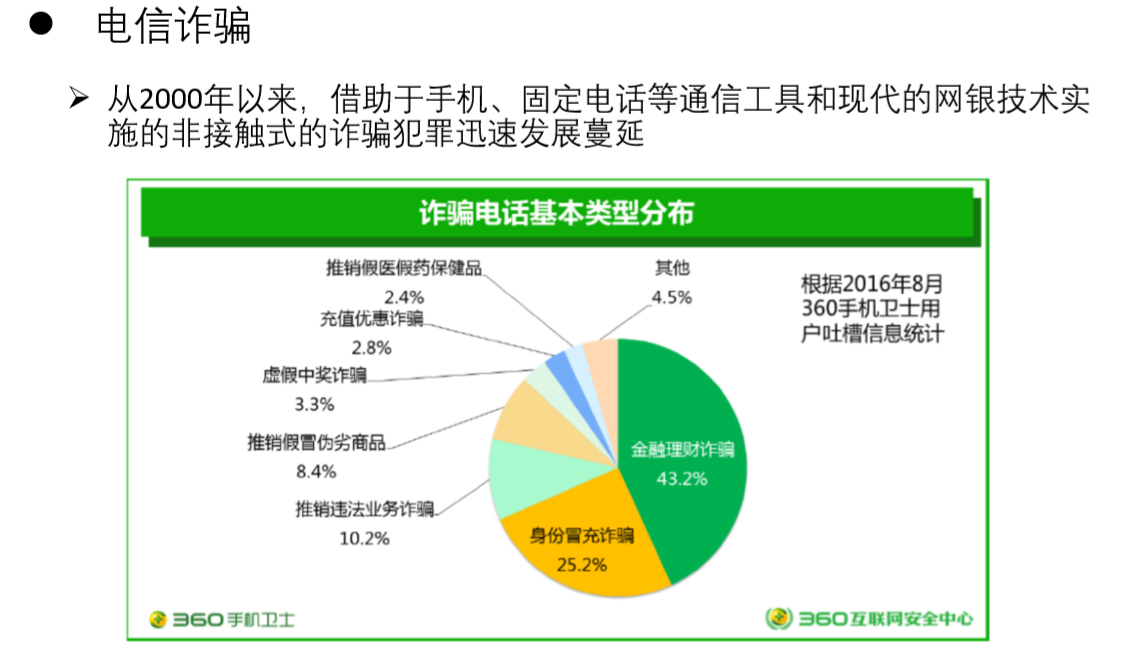 电信诈骗
从2000年以来，借助于手机、固定电话等通信工具和现代的网银技术实
施的非接触式的诈骗犯罪迅速发展蔓延
诈骗电话基本类型分布
推销假医假药保健品
2.4%
其他
4.5%
根据2016年8月
360手机卫士用
户吐槽信息统计
充值优惠诈骗
2.8%
虚假中奖诈骗
3.3%
推销假冒伪劣商品
8.4%
金融理财诈骗
43.2%
推销违法业务诈骗
10.2%
身份冒充诈骗
25.2%
360手机卫士
360互联网安全中心